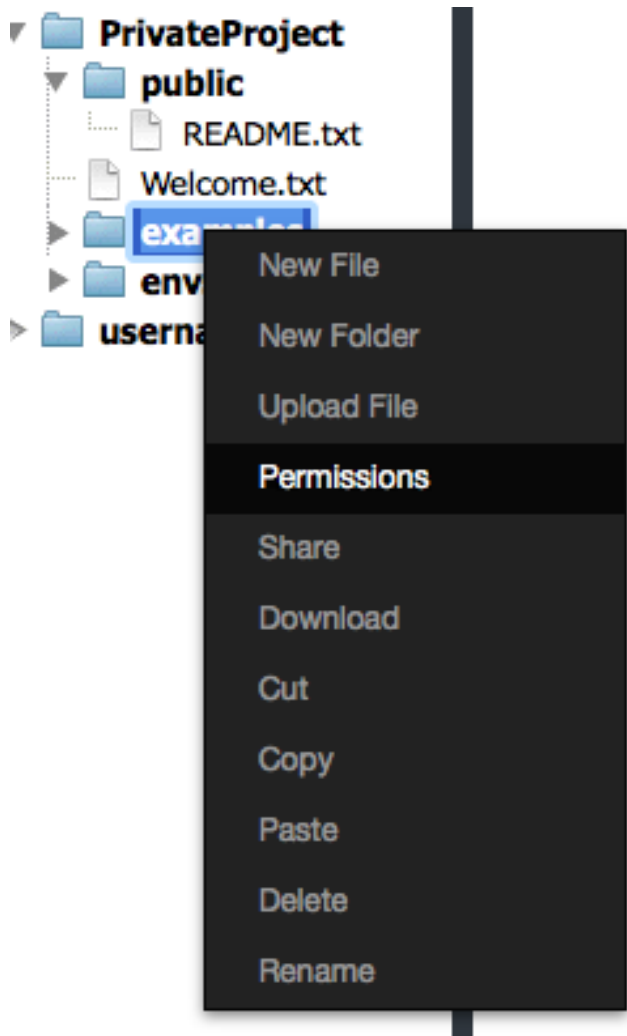 PrivateProject
public
README.txt
Welcome.txt
examples
New File
New Folder
Upload File
Permissions
Share
Download
Cut
Copy
Paste
Delete
Rename